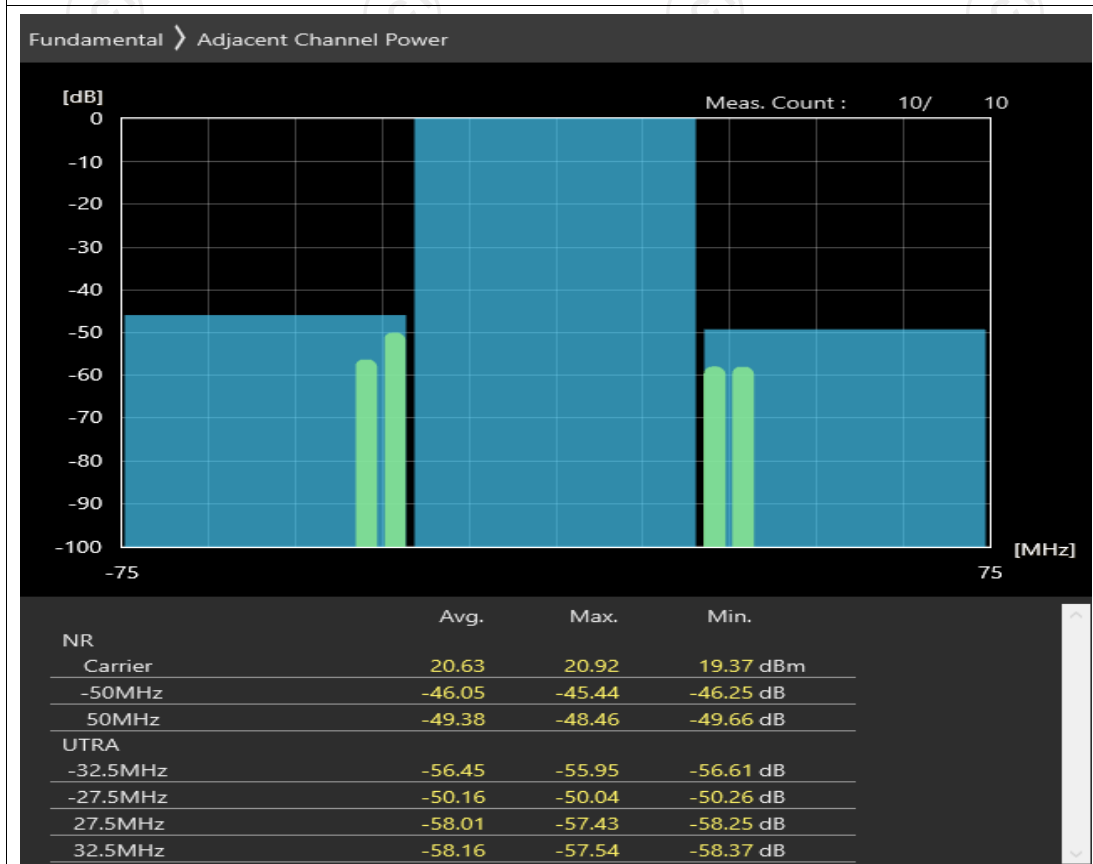 Fundamental ❯ Adjacent Channel Power
[dB]
Meas. Count : 10/ 10
0
-10
-20
-30
-40
-50
-60
-70
-80
-90
-100
[MHz]
-75 75
Avg. Max. Min.
NR
Carrier 20.63 20.92 19.37 dBm
-50MHz -46.05 -45.44 -46.25 dB
50MHz -49.38 -48.46 -49.66 dB
UTRA
-32.5MHz -56.45 -55.95 -56.61 dB
-27.5MHz -50.16 -50.04 -50.26 dB
27.5MHz -58.01 -57.43 -58.25 dB
32.5MHz -58.16 -57.54 -58.37 dB